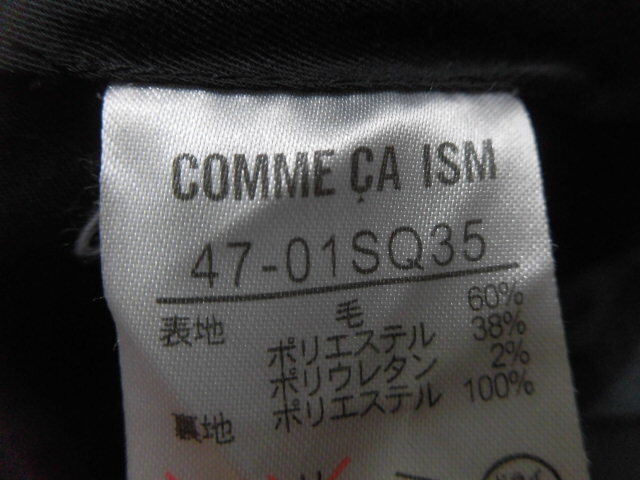 COMME ÇA ISM
47-01SQ35
表地 毛 60%
ポリエステル 38%
ポリウレタン 2%
裏地 ポリエステル 100%